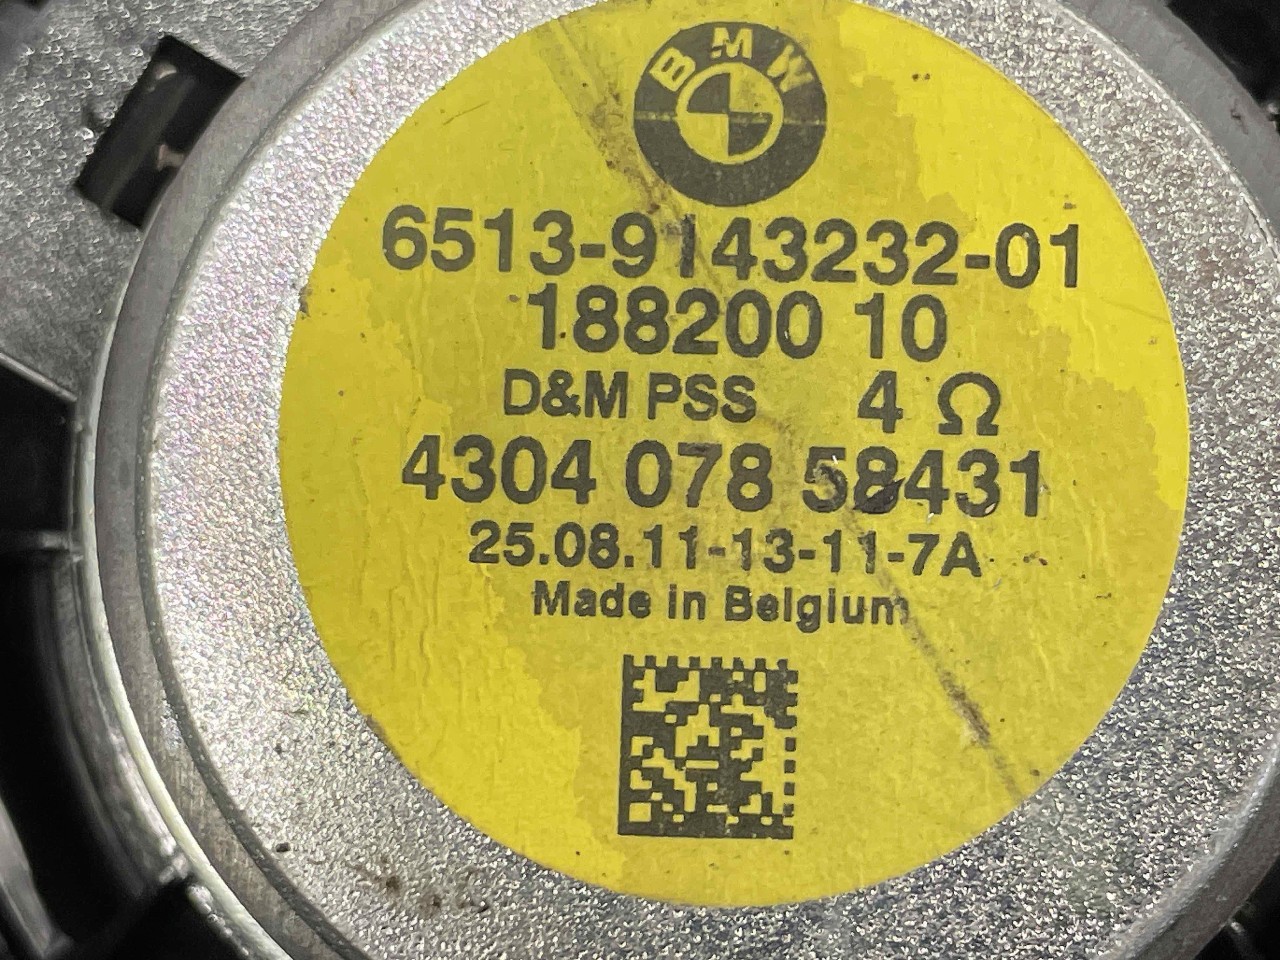 BMW
6513-9143232-01
188200 10
D&M PSS 4 Ω
4304 078 58431
25.08.11-13-11-7A
Made in Belgium